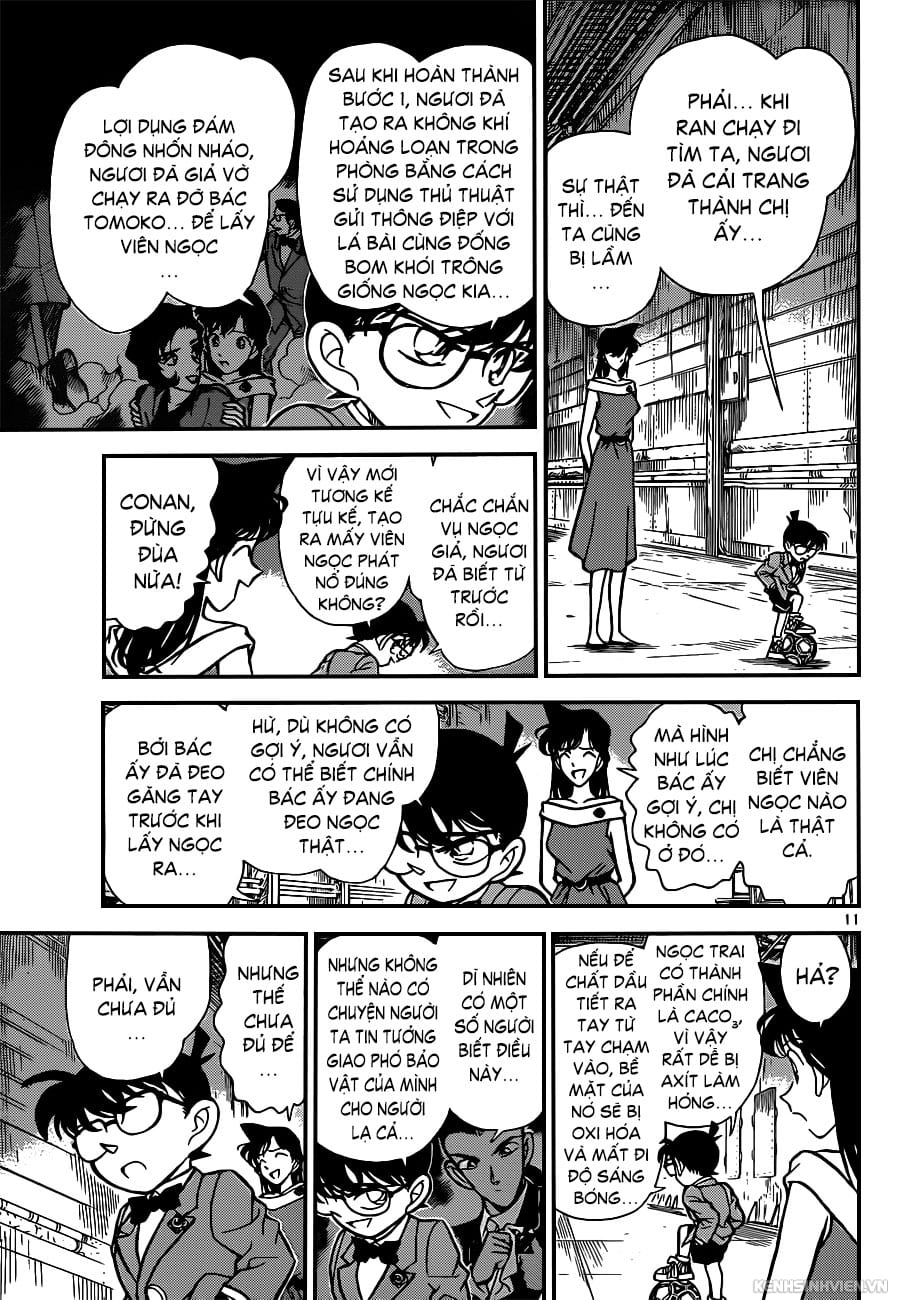 PHẢI... KHI
RAN CHẠY ĐI
TÌM TA, NGƯƠI
ĐÃ CẢI TRANG
THÀNH CHỊ
ẤY...
SỰ THẬT
THÌ... ĐẾN
TA CŨNG
BỊ LẦM
...
SAU KHI HOÀN THÀNH
BƯỚC 1, NGƯƠI ĐÃ
TẠO RA KHÔNG KHÍ
HOẢNG LOẠN TRONG
PHÒNG BẰNG CÁCH
SỬ DỤNG THỦ THUẬT
GỬI THÔNG ĐIỆP VỚI
LÁ BÀI CÙNG ĐỐNG
BOM KHÓI TRÔNG
GIỐNG NGỌC KIA...
LỢI DỤNG ĐÁM
ĐÔNG NHỐN NHÁO,
NGƯƠI ĐÃ GIẢ VỜ
CHẠY RA ĐỠ BÁC
TOMOKO... ĐỂ LẤY
VIÊN NGỌC
...
CHẮC CHẮN
VỤ NGỌC
GIẢ, NGƯƠI
ĐÃ BIẾT TỪ
TRƯỚC
RỒI...
VÌ VẬY MỚI
TƯƠNG KẾ
TỰU KẾ, TẠO
RA MẤY VIÊN
NGỌC PHÁT
NỔ ĐÚNG
KHÔNG?
CONAN,
ĐỪNG
ĐÙA
NỮA!
CHỊ CHẲNG
BIẾT VIÊN
NGỌC NÀO
LÀ THẬT
CẢ.
MÀ HÌNH
NHƯ LÚC
BÁC ẤY
GỢI Ý, CHỊ
KHÔNG CÓ
Ở ĐÓ...
HỪ, DÙ KHÔNG CÓ
GỢI Ý, NGƯƠI VẪN
CÓ THỂ BIẾT CHÍNH
BÁC ẤY ĐANG
ĐEO NGỌC
THẬT...
BỞI BÁC
ẤY ĐÃ ĐEO
GĂNG TAY
TRƯỚC KHI
LẤY NGỌC
RA...
11
HẢ?
NGỌC TRAI
CÓ THÀNH
PHẦN CHÍNH
LÀ CACO3,
VÌ VẬY
RẤT DỄ BỊ
AXÍT LÀM
HỎNG...
NẾU ĐỂ
CHẤT DẦU
TIẾT RA
TAY TỪ
TAY CHẠM
VÀO, BỀ
MẶT CỦA
NÓ SẼ BỊ
OXI HÓA
VÀ MẤT ĐI
ĐỘ SÁNG
BÓNG...
DĨ NHIÊN
CÓ MỘT
SỐ NGƯỜI
BIẾT ĐIỀU
NÀY...
NHƯNG KHÔNG
THỂ NÀO CÓ
CHUYỆN NGƯỜI
TA TIN TƯỞNG
GIAO PHÓ BẢO
VẬT CỦA MÌNH
CHO NGƯỜI
LẠ CẢ...
NHƯNG
THẾ
CHƯA
ĐỦ ĐỂ
...
PHẢI, VẪN
CHƯA ĐỦ
...
KENHSINHVIEN.VN